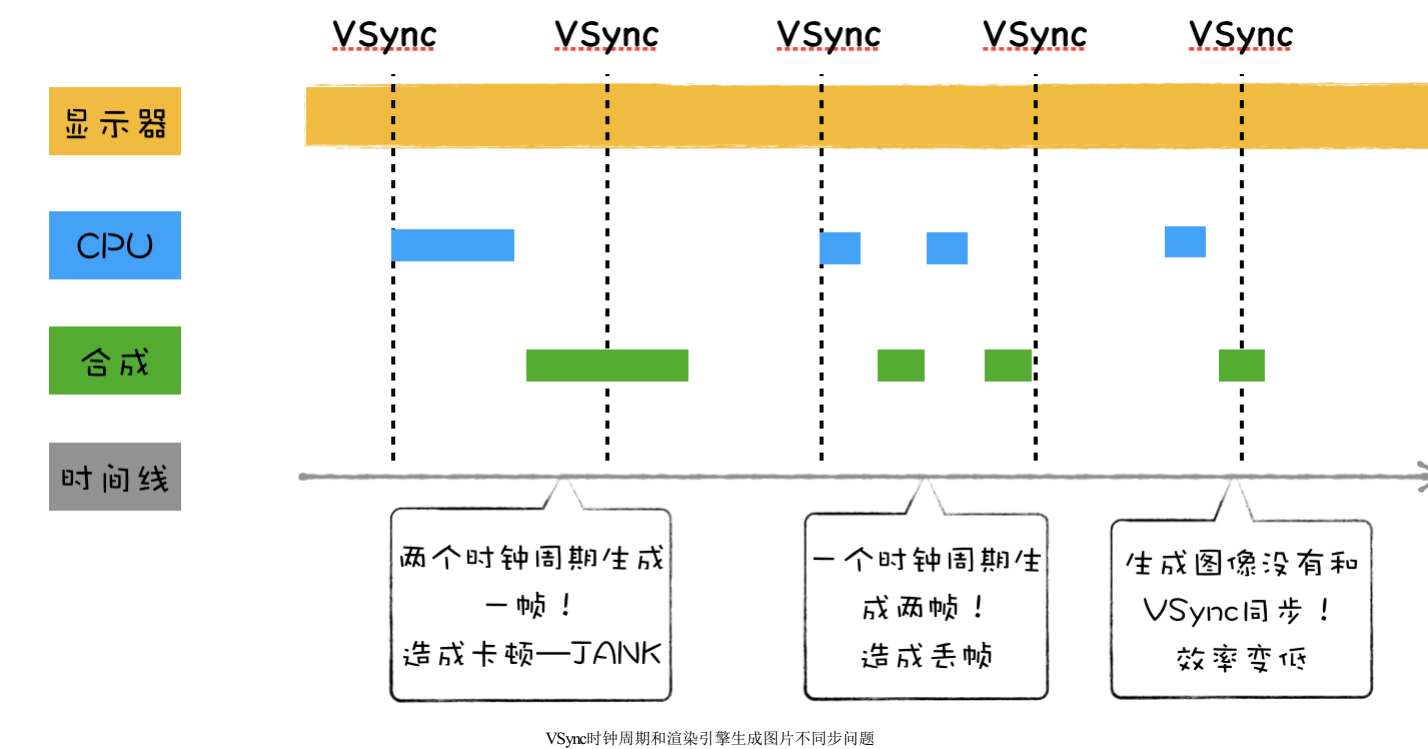 VSync VSync VSync VSync VSync
显示器
CPU
合成
时间线
两个时钟周期生成
一帧！
造成卡顿—JANK
一个时钟周期生
成两帧！
造成丢帧
生成图像没有和
VSync同步！
效率变低
VSync时钟周期和渲染引擎生成图片不同步问题